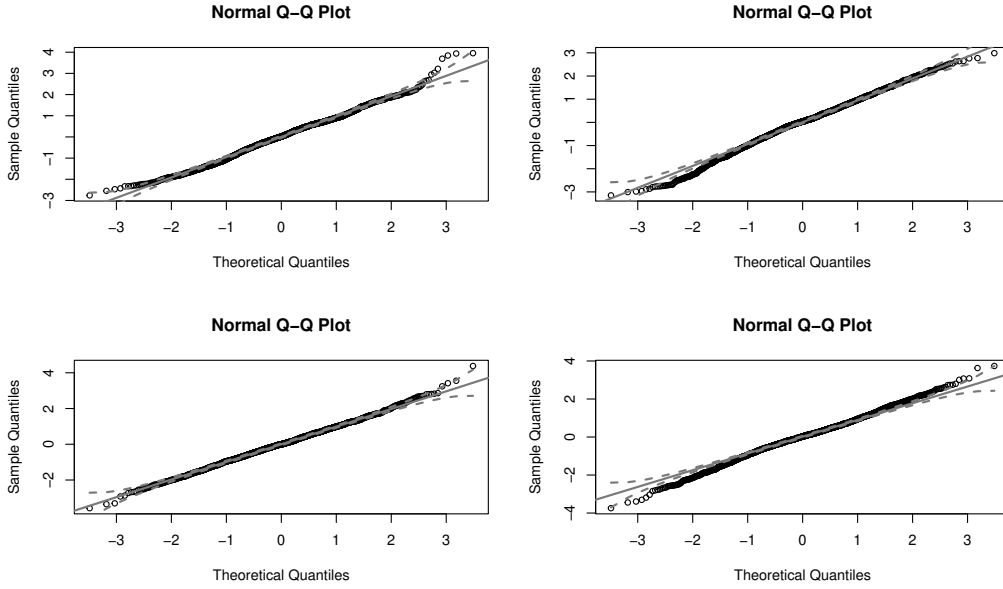 Normal Q−Q Plot
Sample Quantiles
4
3
2
1
−1
−3
−3 −2 −1 0 1 2 3
Theoretical Quantiles
Normal Q−Q Plot
Sample Quantiles
3
2
1
−1
−3
−3 −2 −1 0 1 2 3
Theoretical Quantiles
Normal Q−Q Plot
Sample Quantiles
4
2
0
−2
−3 −2 −1 0 1 2 3
Theoretical Quantiles
Normal Q−Q Plot
Sample Quantiles
4
2
0
−2
−4
−3 −2 −1 0 1 2 3
Theoretical Quantiles